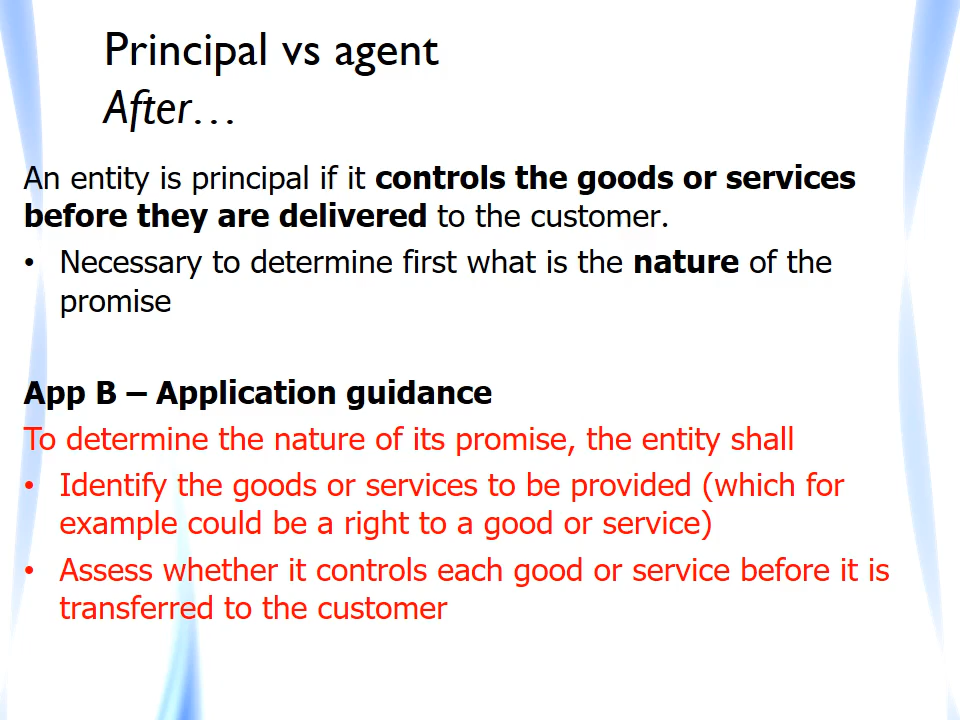 Principal vs agent
After…
An entity is principal if it controls the goods or services
before they are delivered to the customer.
• Necessary to determine first what is the nature of the
promise
App B – Application guidance
To determine the nature of its promise, the entity shall
• Identify the goods or services to be provided (which for
example could be a right to a good or service)
• Assess whether it controls each good or service before it is
transferred to the customer